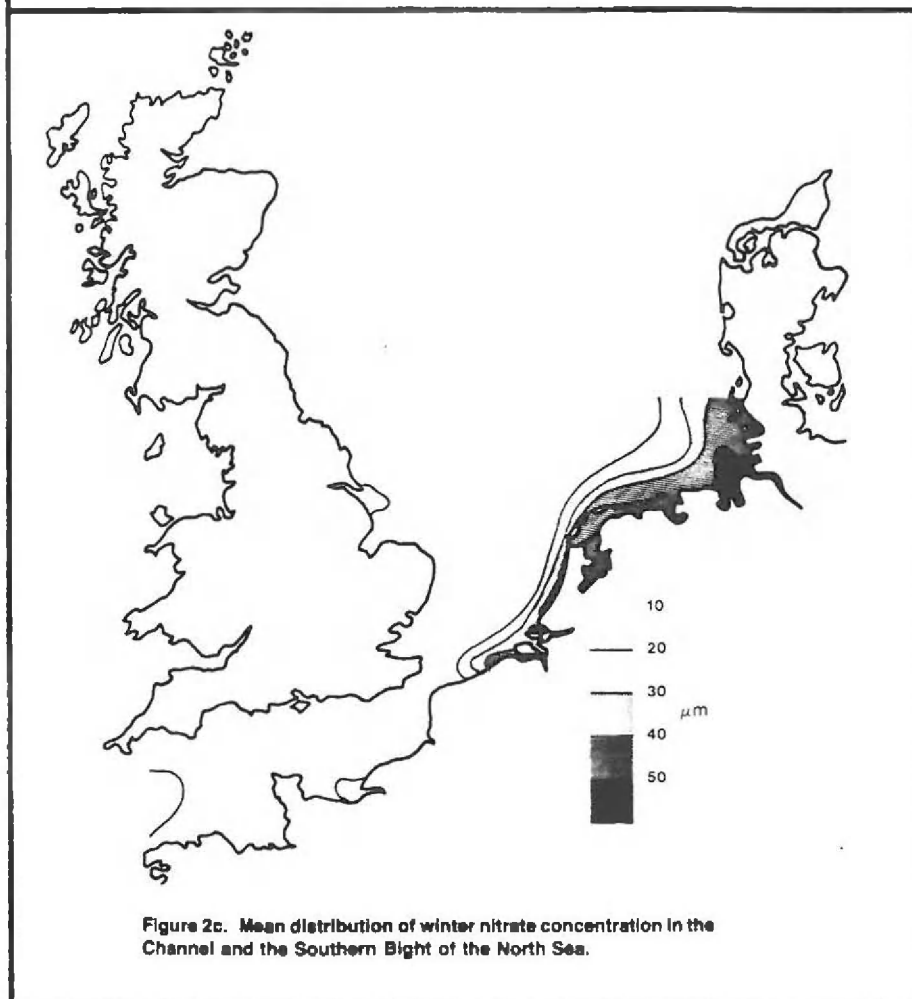 10
20
30
μm
40
50
Figure 2c. Mean distribution of winter nitrate concentration in the
Channel and the Southern Bight of the North Sea.